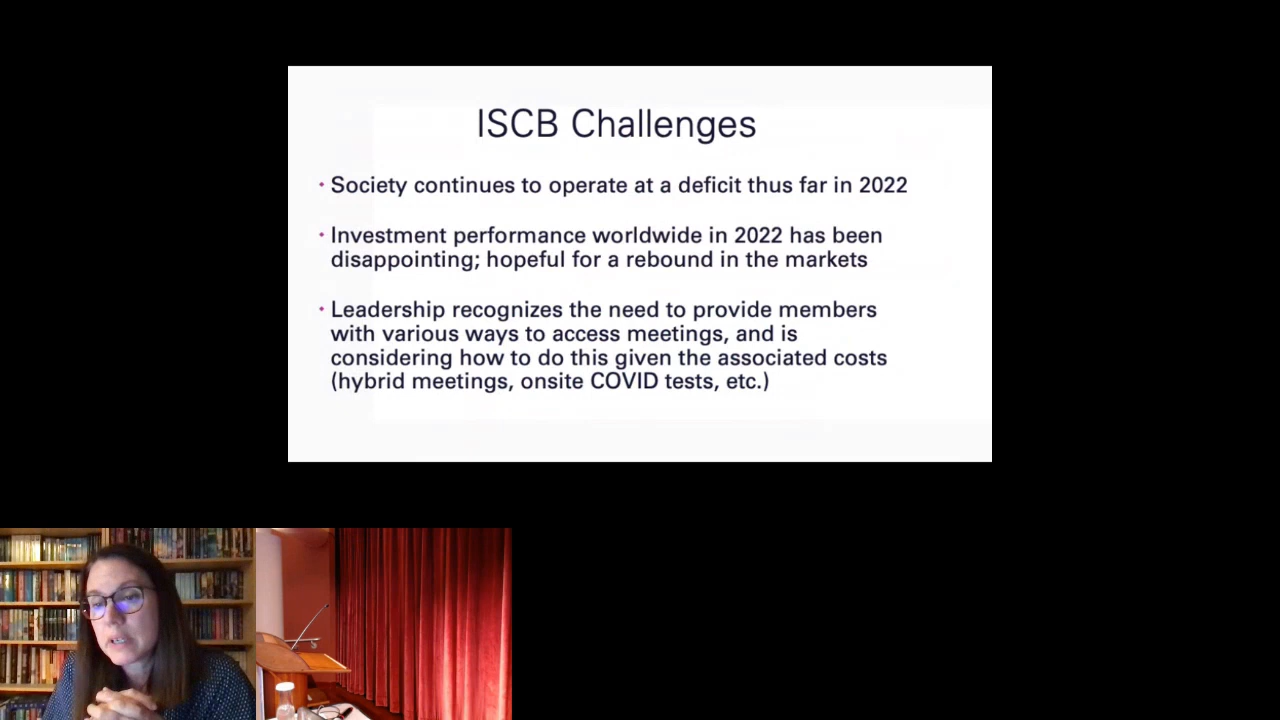 ISCB Challenges
• Society continues to operate at a deficit thus far in 2022
• Investment performance worldwide in 2022 has been
disappointing; hopeful for a rebound in the markets
• Leadership recognizes the need to provide members
with various ways to access meetings, and is
considering how to do this given the associated costs
(hybrid meetings, onsite COVID tests, etc.)